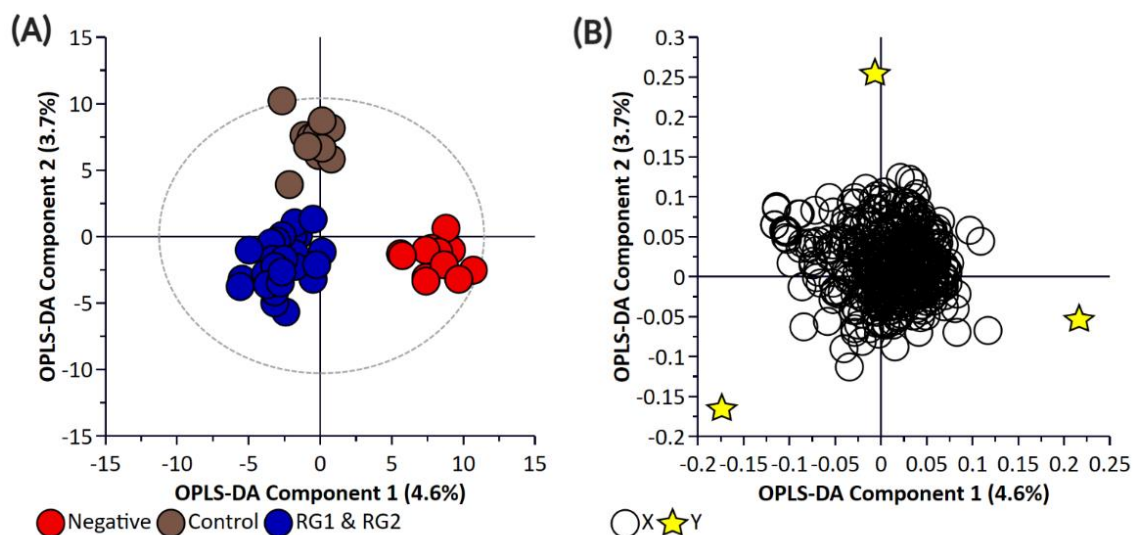 (A)
15
10
5
0
-5
-10
-15
OPLS-DA Component 2 (3.7%)
-15 -10 -5 0 5 10 15
OPLS-DA Component 1 (4.6%)
Negative Control RG1 & RG2
(B)
0.3
0.25
0.2
0.15
0.1
0.05
0
-0.05
-0.1
-0.15
-0.2
OPLS-DA Component 2 (3.7%)
-0.2 -0.15 -0.1 -0.05 0 0.05 0.1 0.15 0.2 0.25
OPLS-DA Component 1 (4.6%)
X Y